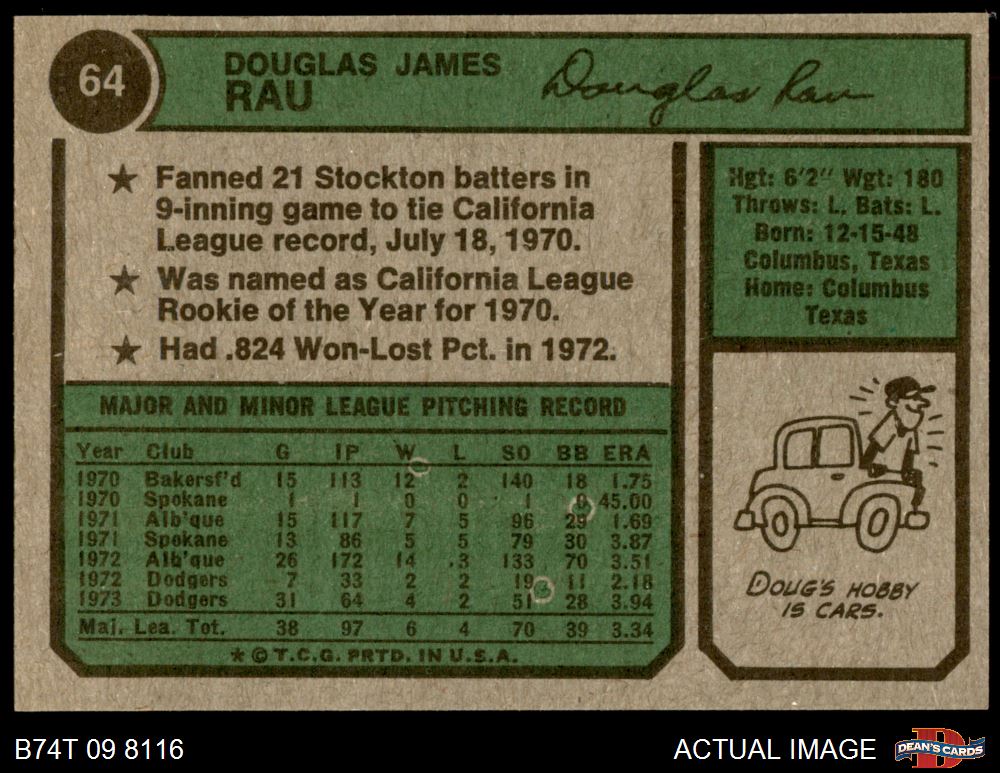 64
DOUGLAS JAMES
RAU
Douglas Rau
★ Fanned 21 Stockton batters in
9-inning game to tie California
League record, July 18, 1970.
★ Was named as California League
Rookie of the Year for 1970.
★ Had .824 Won-Lost Pct. in 1972.
Hgt: 6'2" Wgt: 180
Throws: L. Bats: L.
Born: 12-15-48
Columbus, Texas
Home: Columbus
Texas
MAJOR AND MINOR LEAGUE PITCHING RECORD
Year Club G IP W L SO BB ERA
1970 Bakersf'd 15 113 12 2 140 18 1.75
1970 Spokane 1 1 0 0 1 0 45.00
1971 Alb'que 15 117 7 5 96 29 1.69
1971 Spokane 13 86 5 5 79 30 3.87
1972 Alb'que 26 172 14 3 133 70 3.51
1972 Dodgers 7 33 2 2 19 11 2.18
1973 Dodgers 31 64 4 2 51 28 3.94
Maj. Lea. Tot. 38 97 6 4 70 39 3.34
★ © T.C.G. PRTD. IN U.S.A.
DOUG'S HOBBY
IS CARS.
B74T 09 8116
ACTUAL IMAGE
DEAN'S CARDS